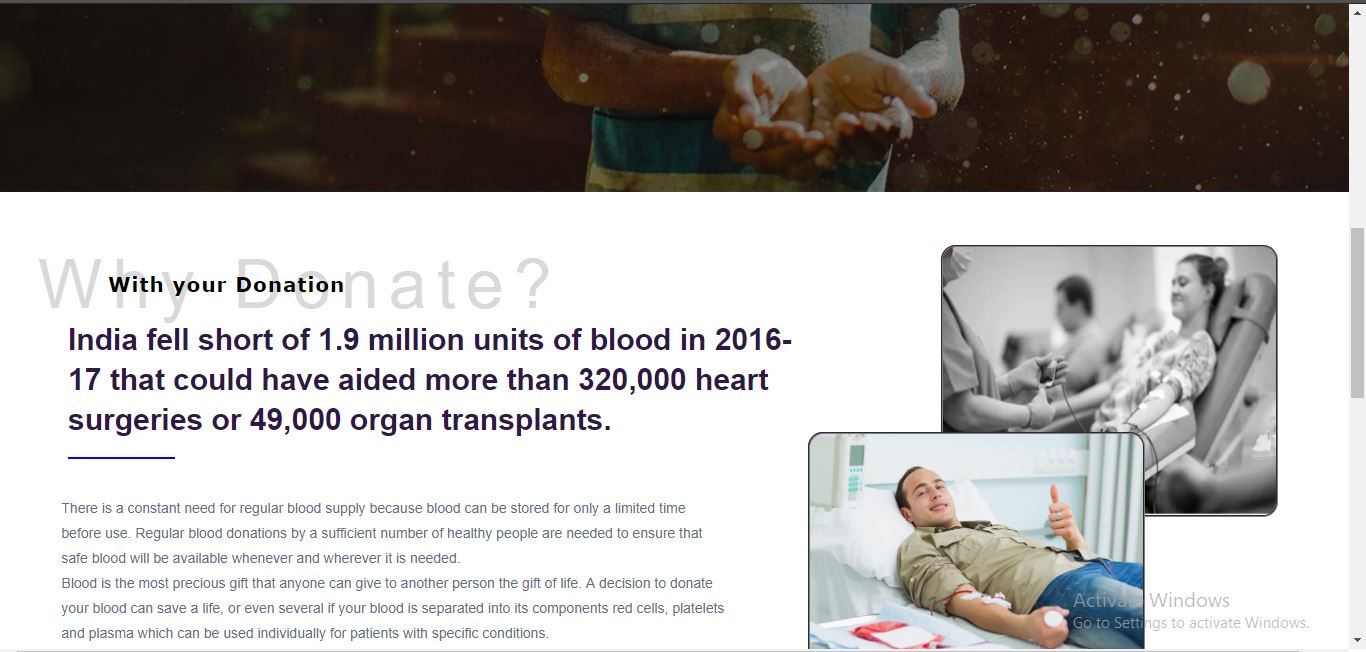 Why Donate?
With your Donation
India fell short of 1.9 million units of blood in 2016-
17 that could have aided more than 320,000 heart
surgeries or 49,000 organ transplants.
There is a constant need for regular blood supply because blood can be stored for only a limited time
before use. Regular blood donations by a sufficient number of healthy people are needed to ensure that
safe blood will be available whenever and wherever it is needed.
Blood is the most precious gift that anyone can give to another person the gift of life. A decision to donate
your blood can save a life, or even several if your blood is separated into its components red cells, platelets
and plasma which can be used individually for patients with specific conditions.
Activate Windows
Go to Settings to activate Windows.